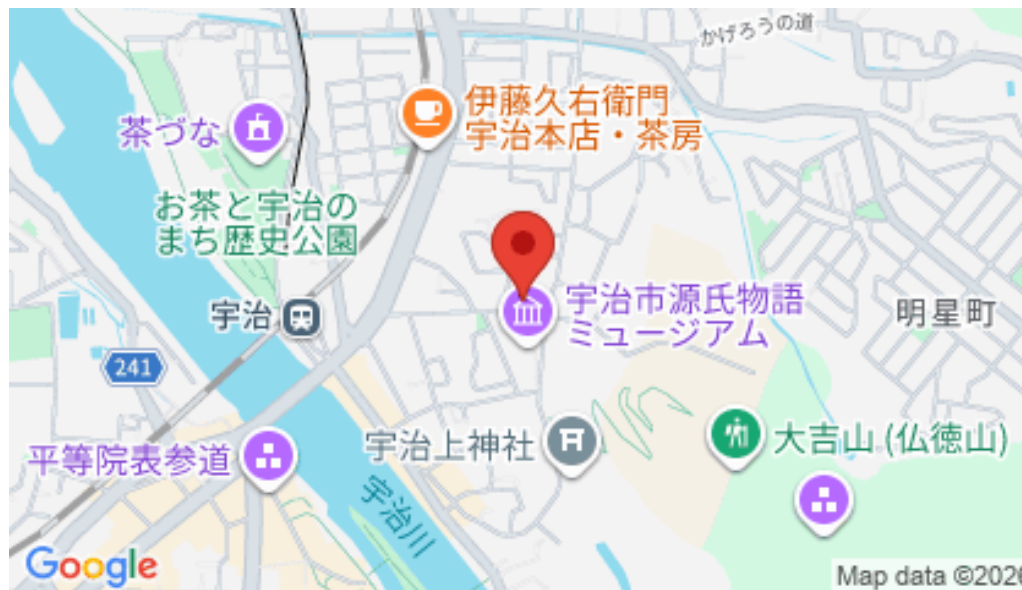 かげろうの道
伊藤久右衛門
宇治本店・茶房
茶づな
お茶と宇治の
まち歴史公園
宇治市源氏物語
ミュージアム
宇治
明星町
241
宇治上神社
大吉山 (仏徳山)
平等院表参道
宇治川
Google
Map data ©2026